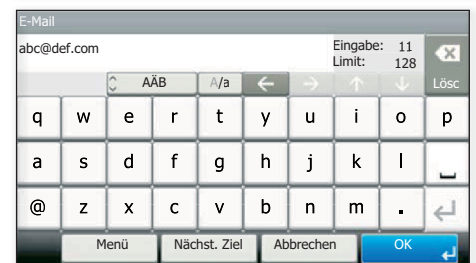 E-Mail
abc@def.com Eingabe: 11
Limit: 128
AÄB A/a Lösc
q w e r t y u i o p
a s d f g h j k l
@ z x c v b n m .
Menü Nächst. Ziel Abbrechen OK